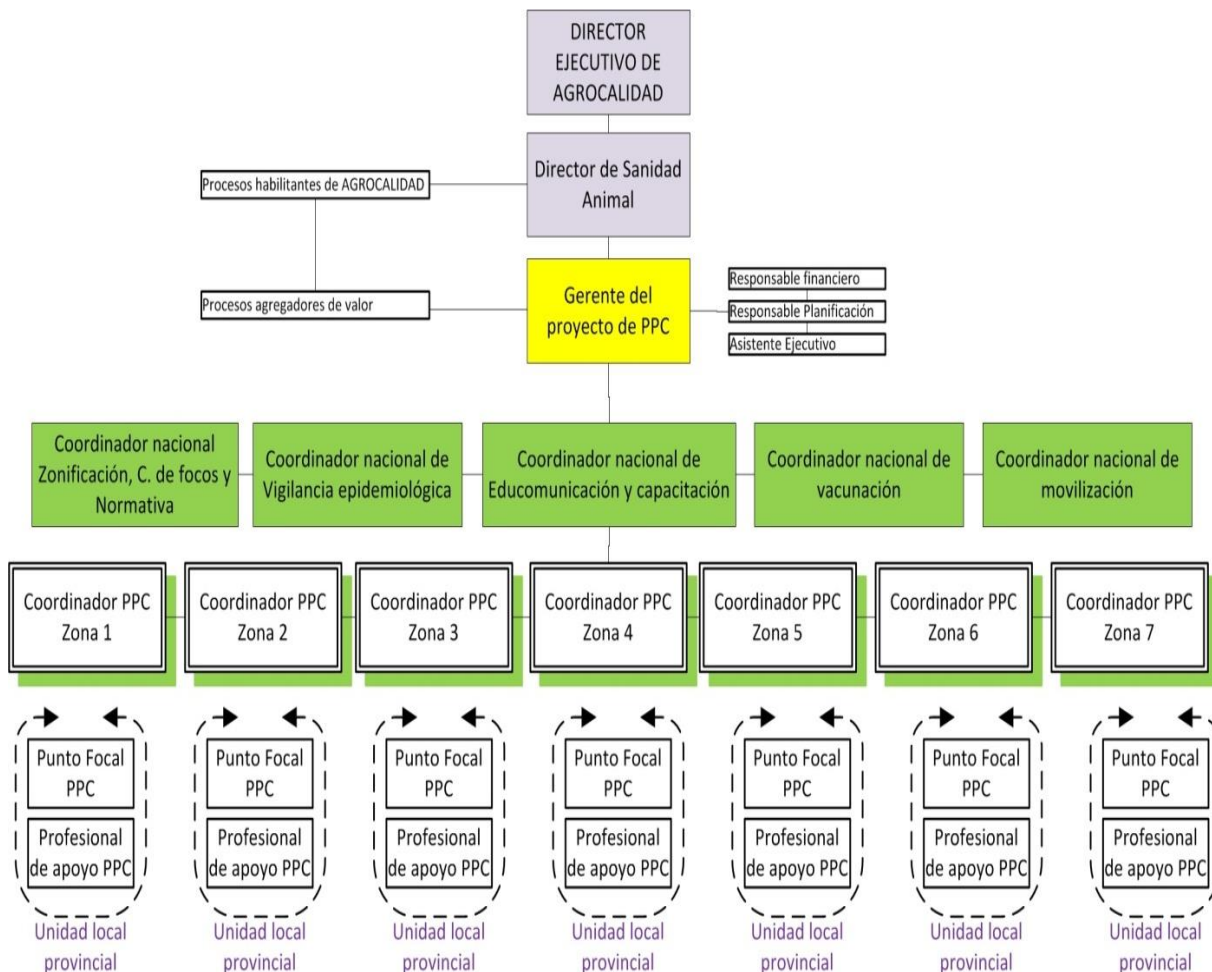 DIRECTOR
EJECUTIVO DE
AGROCALIDAD
Director de Sanidad
Animal
Procesos habilitantes de AGROCALIDAD
Gerente del
proyecto de PPC
Procesos agregadores de valor
Responsable financiero
Responsable Planificación
Asistente Ejecutivo
Coordinador nacional
Zonificación, C. de focos y
Normativa
Coordinador nacional de
Vigilancia epidemiológica
Coordinador nacional de
Educomunicación y capacitación
Coordinador nacional de
vacunación
Coordinador nacional de
movilización
Coordinador PPC
Zona 1
Coordinador PPC
Zona 2
Coordinador PPC
Zona 3
Coordinador PPC
Zona 4
Coordinador PPC
Zona 5
Coordinador PPC
Zona 6
Coordinador PPC
Zona 7
Punto Focal
PPC
Profesional
de apoyo PPC
Unidad local
provincial
Punto Focal
PPC
Profesional
de apoyo PPC
Unidad local
provincial
Punto Focal
PPC
Profesional
de apoyo PPC
Unidad local
provincial
Punto Focal
PPC
Profesional
de apoyo PPC
Unidad local
provincial
Punto Focal
PPC
Profesional
de apoyo PPC
Unidad local
provincial
Punto Focal
PPC
Profesional
de apoyo PPC
Unidad local
provincial
Punto Focal
PPC
Profesional
de apoyo PPC
Unidad local
provincial